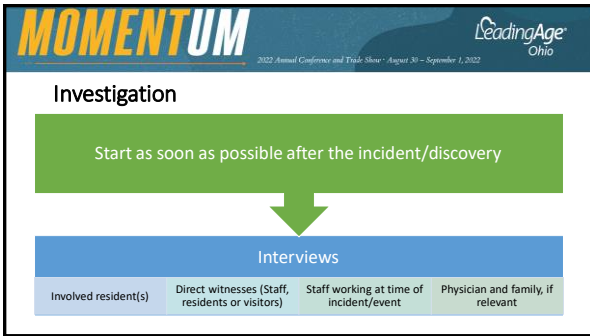 MOMENTUM
LeadingAge®
Ohio
2022 Annual Conference and Trade Show · August 30 – September 1, 2022
Investigation
Start as soon as possible after the incident/discovery
Interviews
Involved resident(s)
Direct witnesses (Staff,
residents or visitors)
Staff working at time of
incident/event
Physician and family, if
relevant